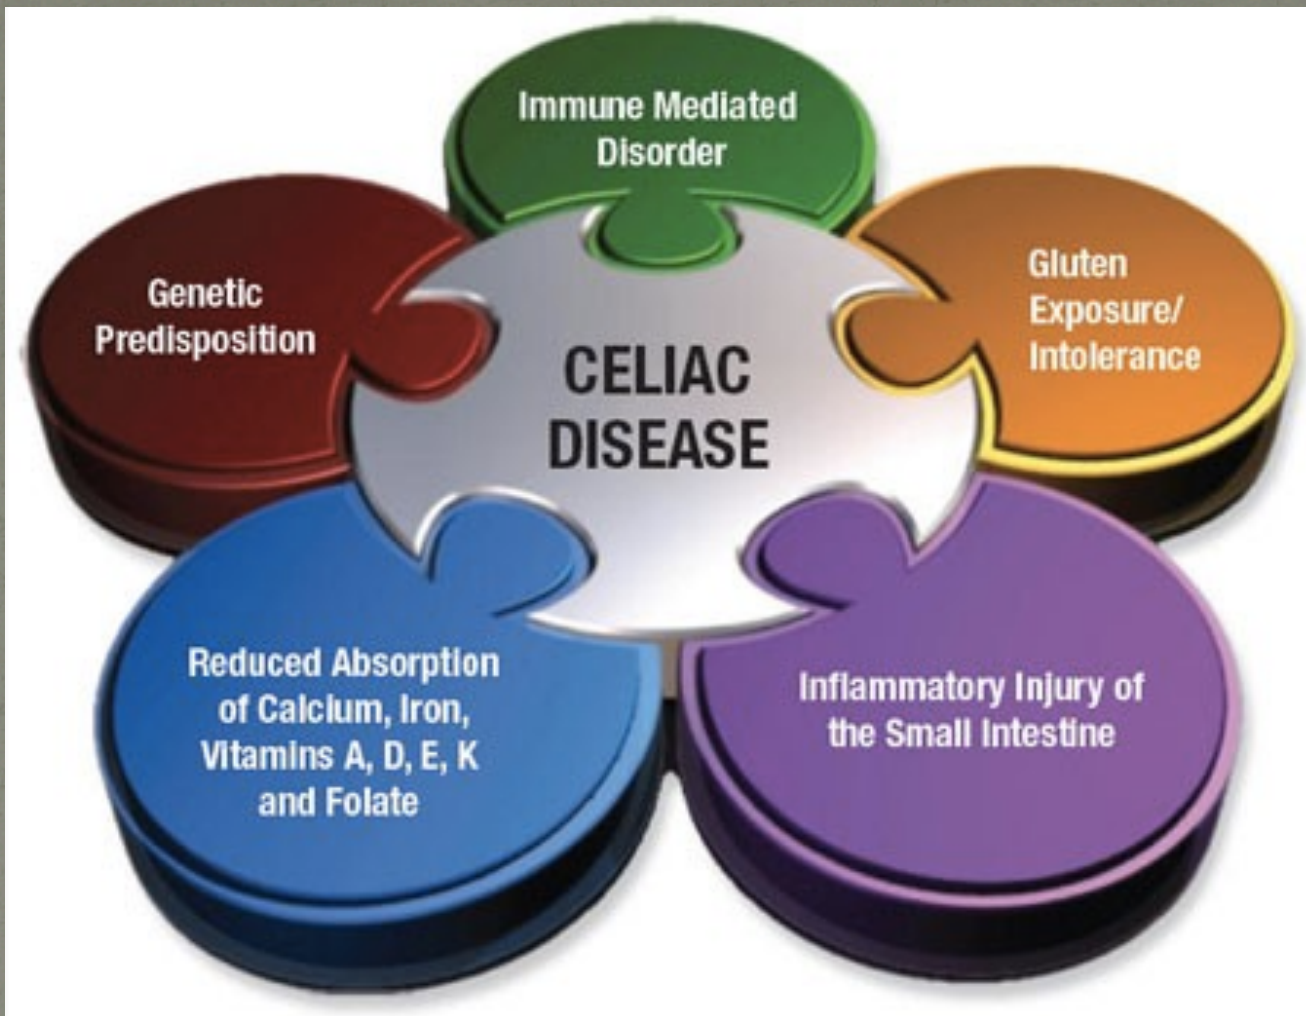 Immune Mediated
Disorder
Genetic
Predisposition
Gluten
Exposure/
Intolerance
CELIAC
DISEASE
Reduced Absorption
of Calcium, Iron,
Vitamins A, D, E, K
and Folate
Inflammatory Injury of
the Small Intestine